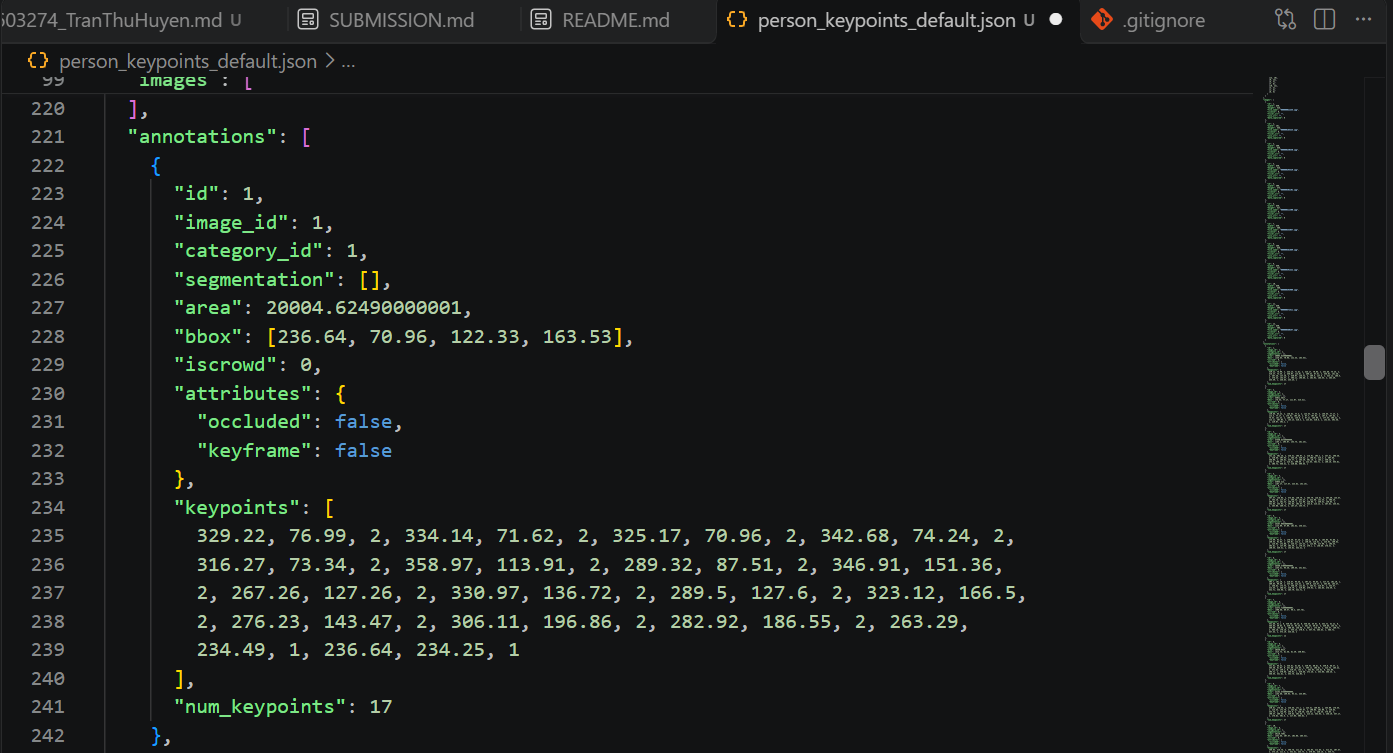 603274_TranThuHuyen.md U SUBMISSION.md README.md person_keypoints_default.json U .gitignore ...
person_keypoints_default.json > ...
99 "images": [
220 ],
221 "annotations": [
222 {
223 "id": 1,
224 "image_id": 1,
225 "category_id": 1,
226 "segmentation": [],
227 "area": 20004.62490000001,
228 "bbox": [236.64, 70.96, 122.33, 163.53],
229 "iscrowd": 0,
230 "attributes": {
231 "occluded": false,
232 "keyframe": false
233 },
234 "keypoints": [
235 329.22, 76.99, 2, 334.14, 71.62, 2, 325.17, 70.96, 2, 342.68, 74.24, 2,
236 316.27, 73.34, 2, 358.97, 113.91, 2, 289.32, 87.51, 2, 346.91, 151.36,
237 2, 267.26, 127.26, 2, 330.97, 136.72, 2, 289.5, 127.6, 2, 323.12, 166.5,
238 2, 276.23, 143.47, 2, 306.11, 196.86, 2, 282.92, 186.55, 2, 263.29,
239 234.49, 1, 236.64, 234.25, 1
240 ],
241 "num_keypoints": 17
242 },